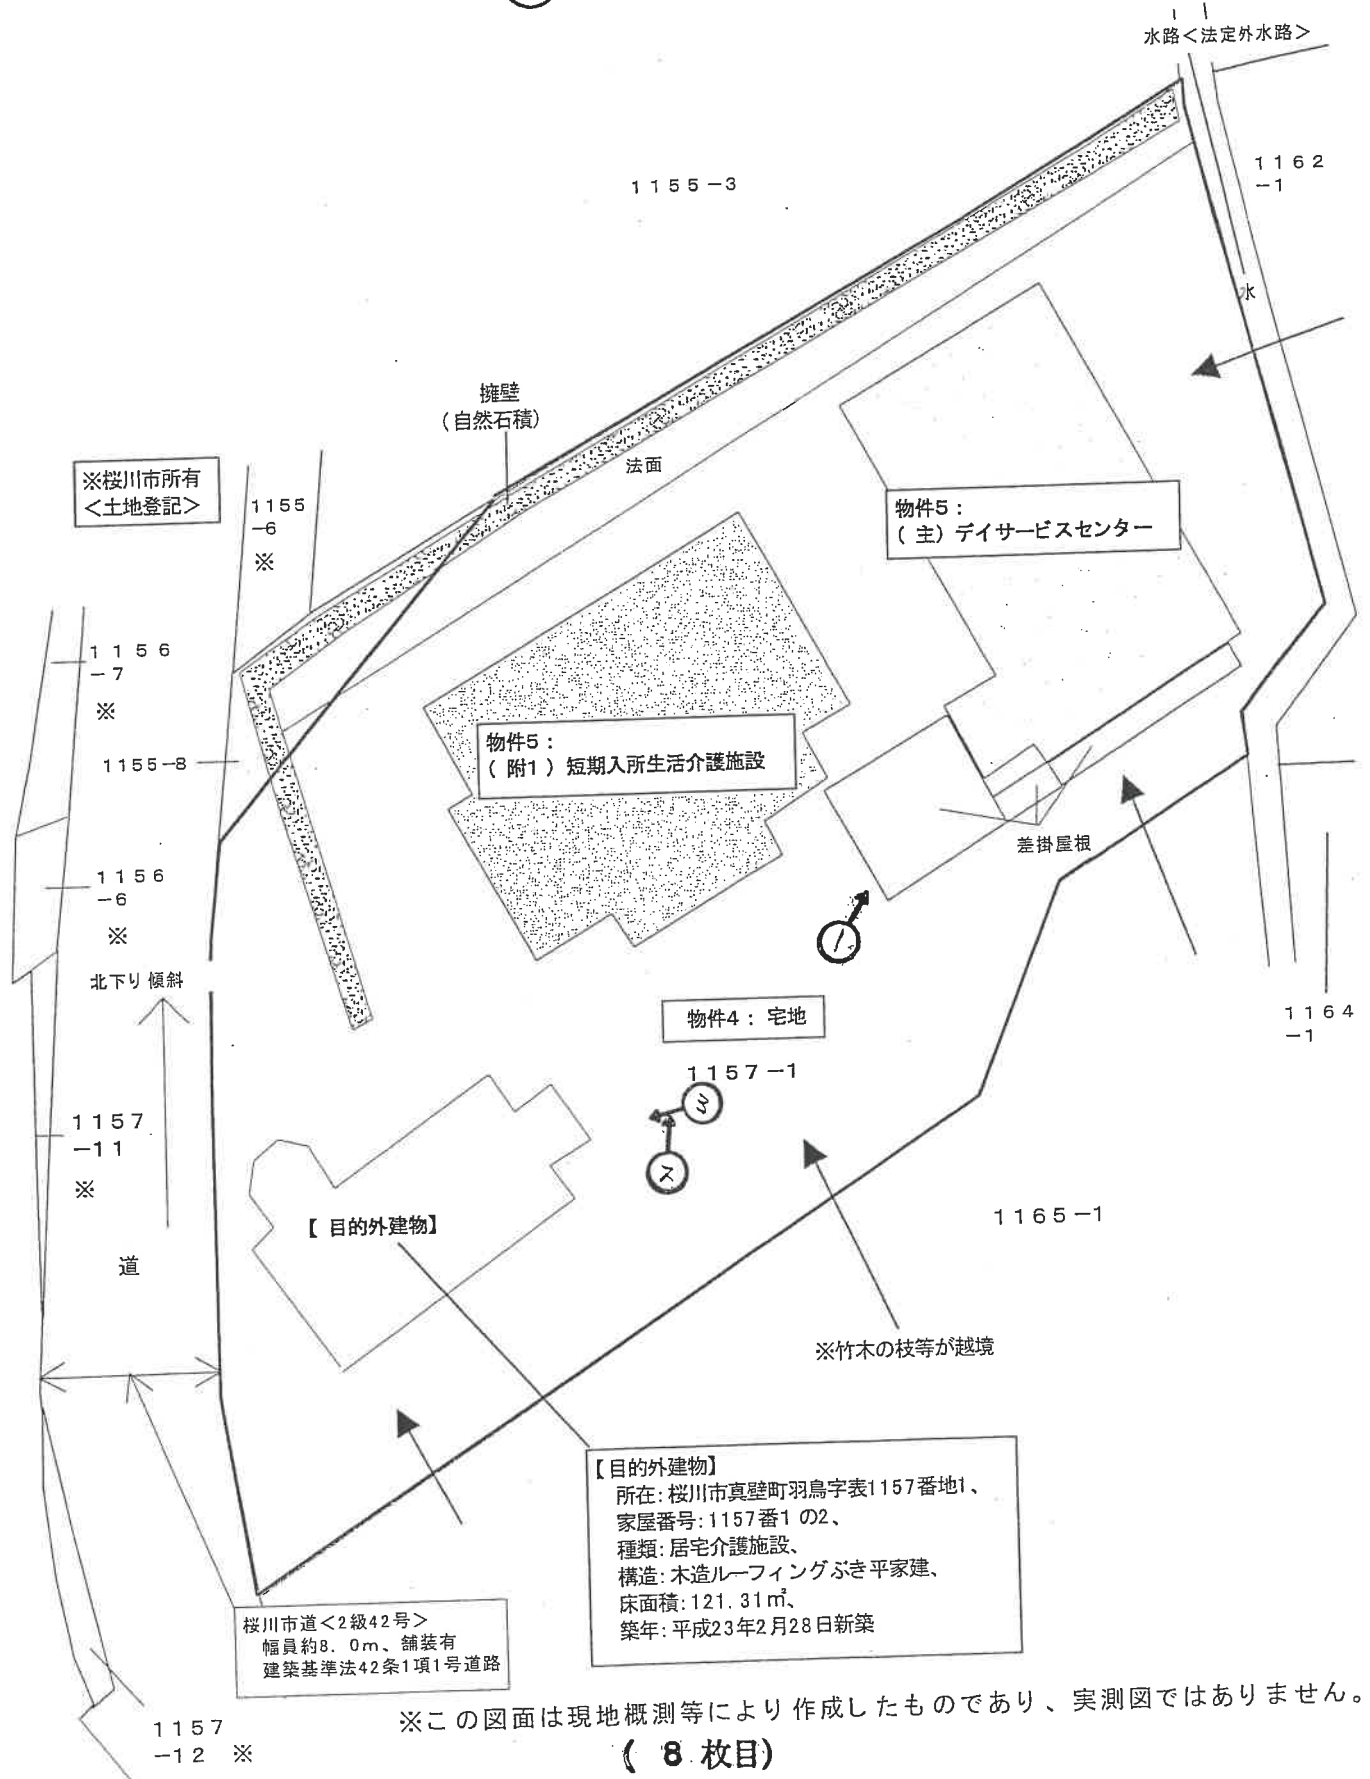 水路＜法定外水路＞
1162
-1
1155-3
水
擁壁
(自然石積)
法面
※桜川市所有
＜土地登記＞
1155
-6
※
物件5：
(主) デイサービスセンター
1156
-7
※
1155-8
物件5：
(附1) 短期入所生活介護施設
差掛屋根
1156
-6
※
北下り傾斜
1
物件4：宅地
1157-1
1164
-1
3
2
1157
-11
※
【目的外建物】
1165-1
道
※竹木の枝等が越境
【目的外建物】
所在:桜川市真壁町羽鳥字表1157番地1、
家屋番号:1157番1の2、
種類:居宅介護施設、
構造:木造ルーフィングぶき平家建、
床面積:121.31㎡、
築年:平成23年2月28日新築
桜川市道＜2級42号＞
幅員約8.0m、舗装有
建築基準法42条1項1号道路
※この図面は現地概測等により作成したものであり、実測図ではありません。
1157
-12 ※
(8枚目)